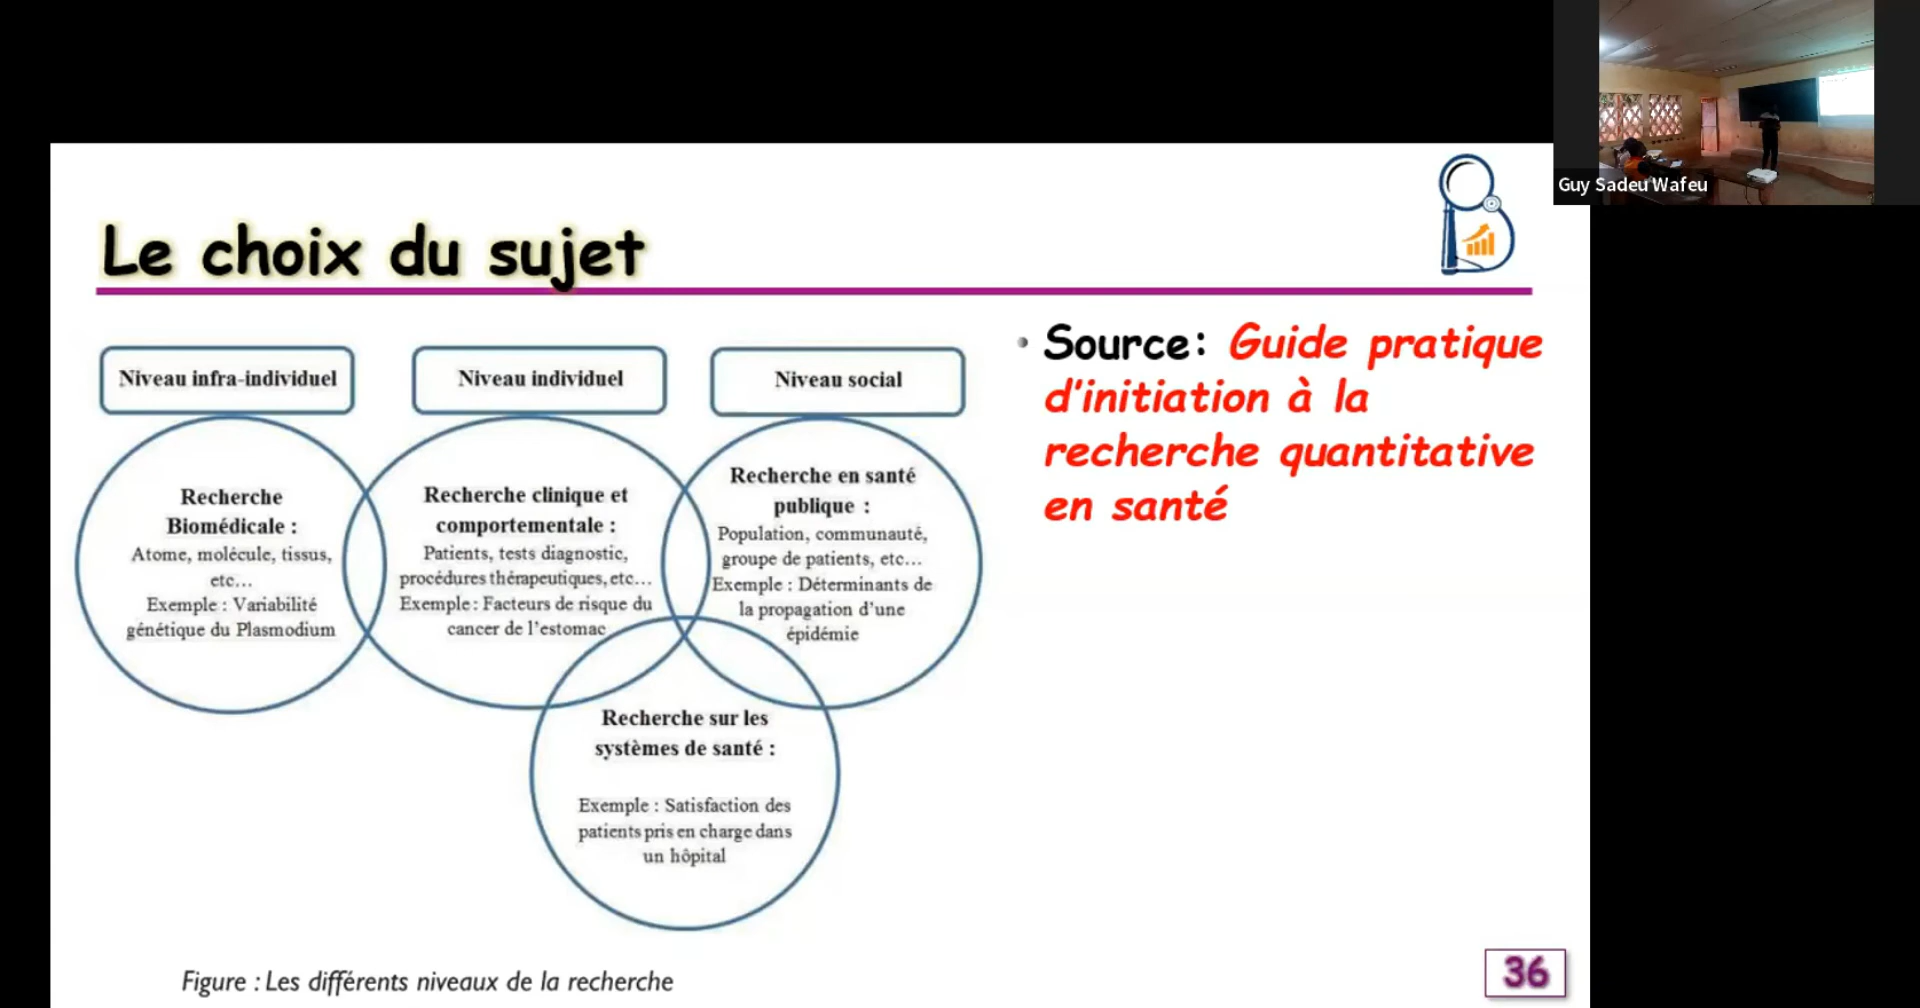 Guy Sadeu Wafeu
Le choix du sujet
Niveau infra-individuel
Niveau individuel
Niveau social
Recherche
Biomédicale :
Atome, molécule, tissus,
etc...
Exemple : Variabilité
génétique du Plasmodium
Recherche clinique et
comportementale :
Patients, tests diagnostic,
procédures thérapeutiques, etc...
Exemple : Facteurs de risque du
cancer de l'estomac
Recherche en santé
publique :
Population, communauté,
groupe de patients, etc...
Exemple : Déterminants de
la propagation d'une
épidémie
Recherche sur les
systèmes de santé :
Exemple : Satisfaction des
patients pris en charge dans
un hôpital
Figure : Les différents niveaux de la recherche
• Source: Guide pratique
d'initiation à la
recherche quantitative
en santé
36